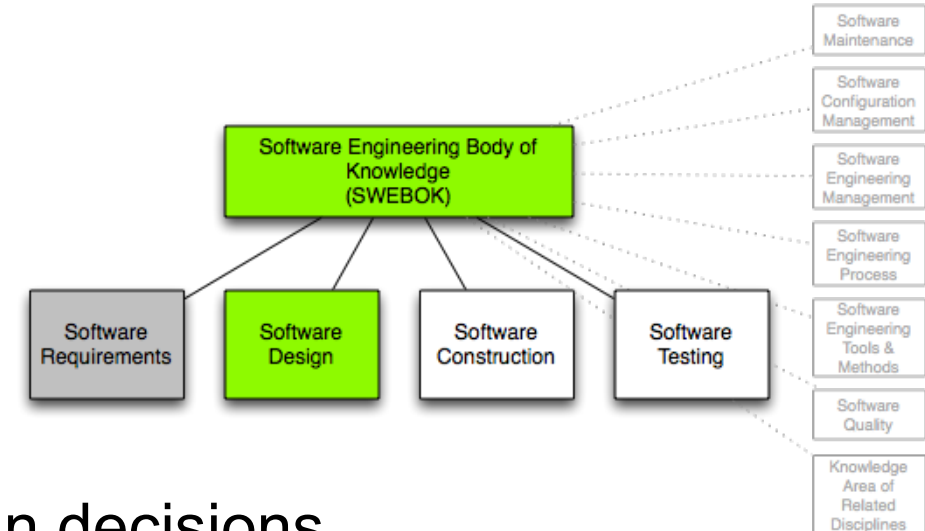 Software
Maintenance
Software
Configuration
Management
Software Engineering Body of
Knowledge
(SWEBOK)
Software
Engineering
Management
Software
Engineering
Process
Software
Requirements
Software
Design
Software
Construction
Software
Testing
Software
Engineering
Tools &
Methods
Software
Quality
Knowledge
Area of
Related
Disciplines
n decisions